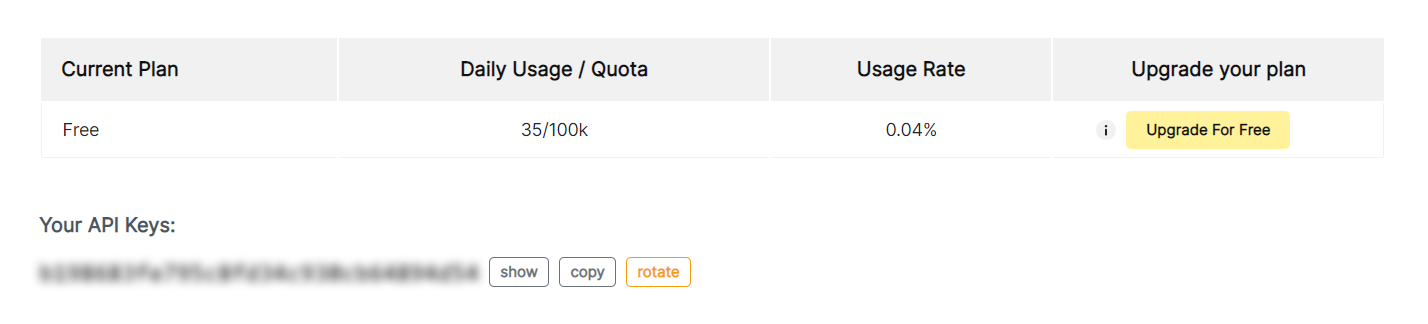 Current Plan Daily Usage / Quota Usage Rate Upgrade your plan
Free 35/100k 0.04% i Upgrade For Free
Your API Keys:
show copy rotate